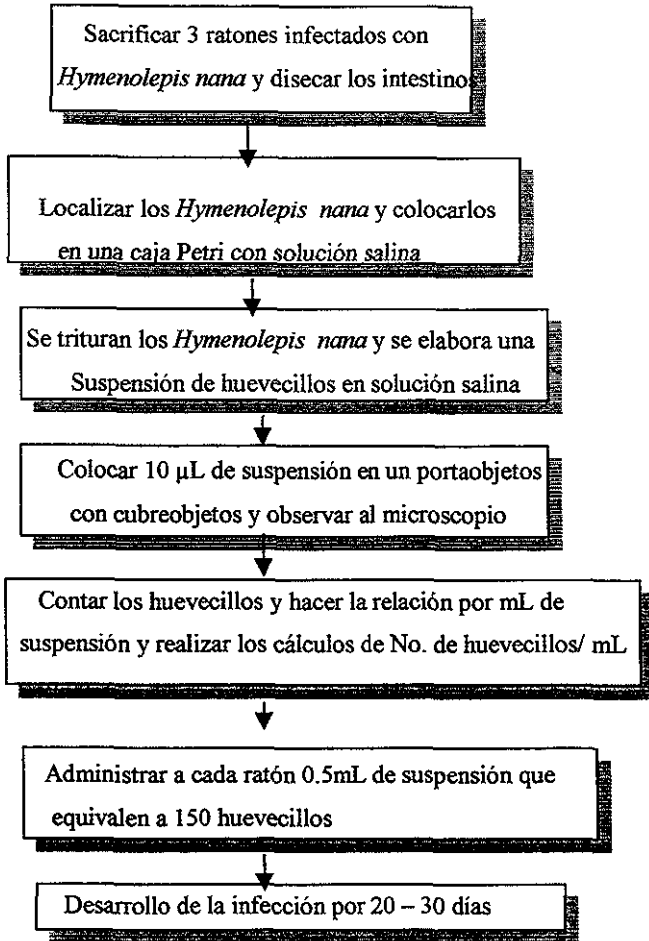 Sacrificar 3 ratones infectados con
Hymenolepis nana y disecar los intestinos
Localizar los Hymenolepis nana y colocarlos
en una caja Petri con solución salina
Se trituran los Hymenolepis nana y se elabora una
Suspensión de huevecillos en solución salina
Colocar 10 µL de suspensión en un portaobjetos
con cubreobjetos y observar al microscopio
Contar los huevecillos y hacer la relación por mL de
suspensión y realizar los cálculos de No. de huevecillos/ mL
Administrar a cada ratón 0.5mL de suspensión que
equivalen a 150 huevecillos
Desarrollo de la infección por 20 – 30 días